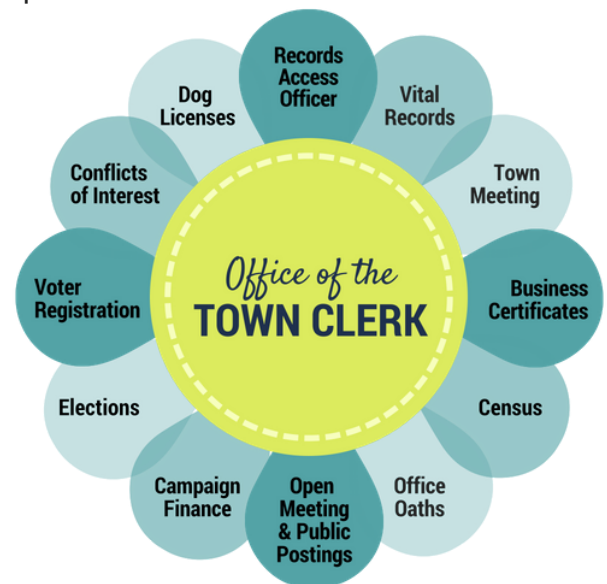 Records
Access
Officer
Vital
Records
Town
Meeting
Business
Certificates
Census
Office
Oaths
Open
Meeting
& Public
Postings
Campaign
Finance
Elections
Voter
Registration
Conflicts
of Interest
Dog
Licenses
Office of the
TOWN CLERK